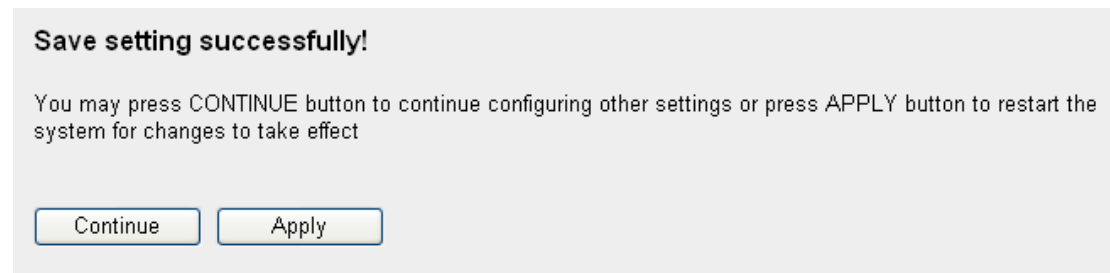 Save setting successfully!
You may press CONTINUE button to continue configuring other settings or press APPLY button to restart the
system for changes to take effect
Continue
Apply